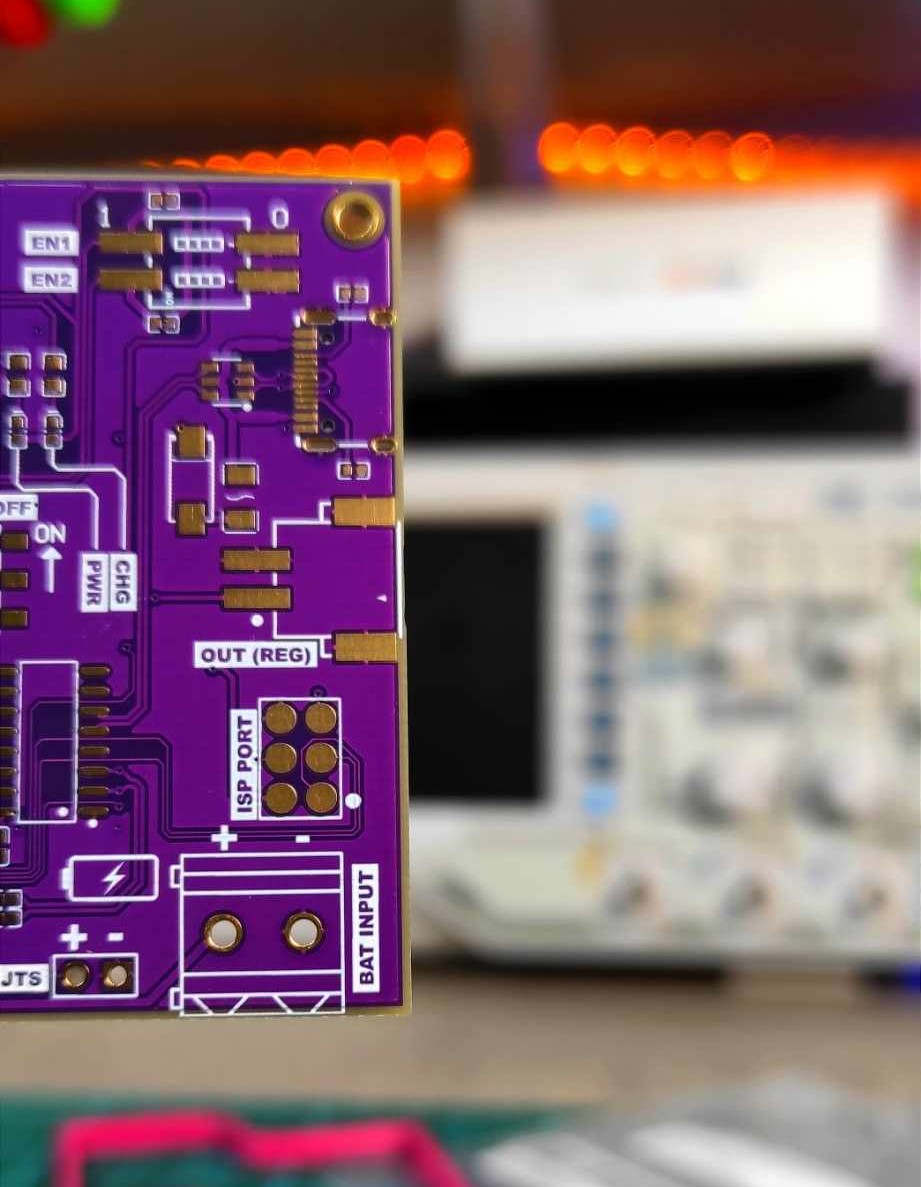 1 0
EN1
EN2
OFF
ON
PWR
CHG
OUT (REG)
ISP PORT
+ -
BAT INPUT
+ -
JTS